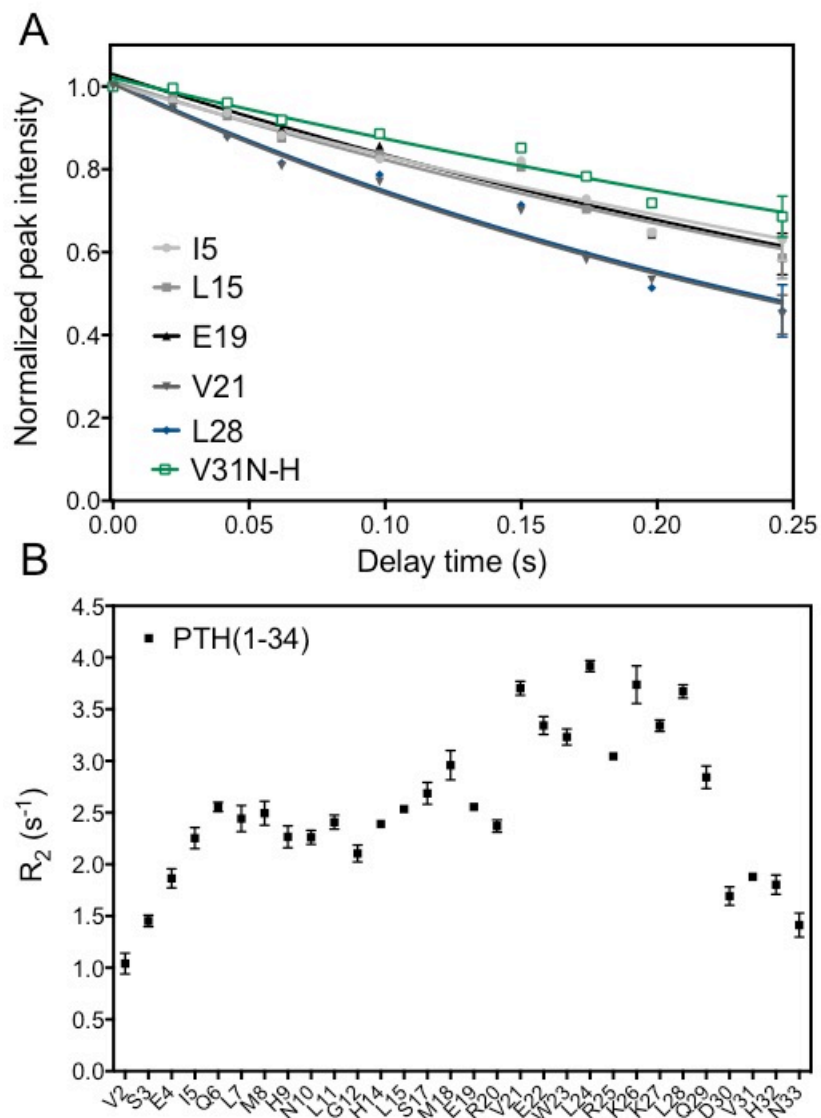 A
Normalized peak intensity
1.0
0.8
0.6
0.4
0.2
0.0
I5
L15
E19
V21
L28
V31N-H
0.00 0.05 0.10 0.15 0.20 0.25
Delay time (s)
B
R2 (s-1)
4.5
4.0
3.5
3.0
2.5
2.0
1.5
1.0
0.5
0.0
PTH(1-34)
V2 S3 E4 I5 Q6 L7 M8 H9 N10 L11 G12 H14 L15 S17 M18 E19 R20 V21 E22 W23 L24 R25 K26 K27 L28 Q29 D30 V31 H32 N33